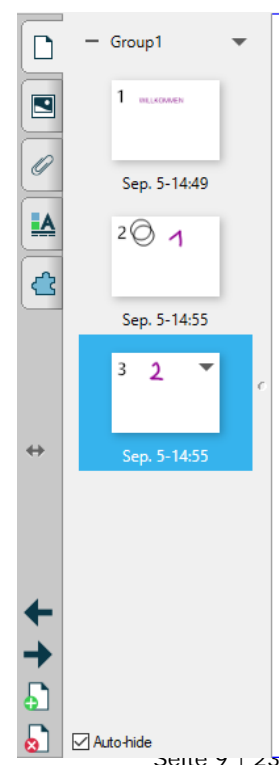 Group1
1 WILLKOMMEN
Sep. 5-14:49
2 1
Sep. 5-14:55
3 2
Sep. 5-14:55
A
Auto-hide